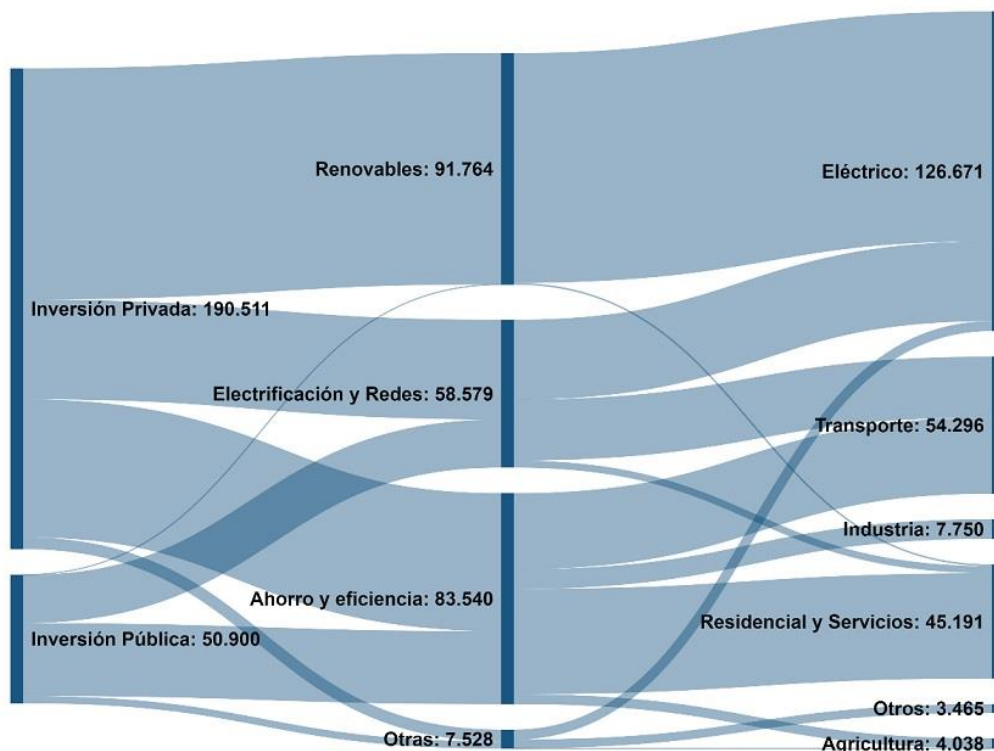 Inversión Privada: 190.511
Inversión Pública: 50.900
Renovables: 91.764
Electrificación y Redes: 58.579
Ahorro y eficiencia: 83.540
Otras: 7.528
Eléctrico: 126.671
Transporte: 54.296
Industria: 7.750
Residencial y Servicios: 45.191
Otros: 3.465
Agricultura: 4.038